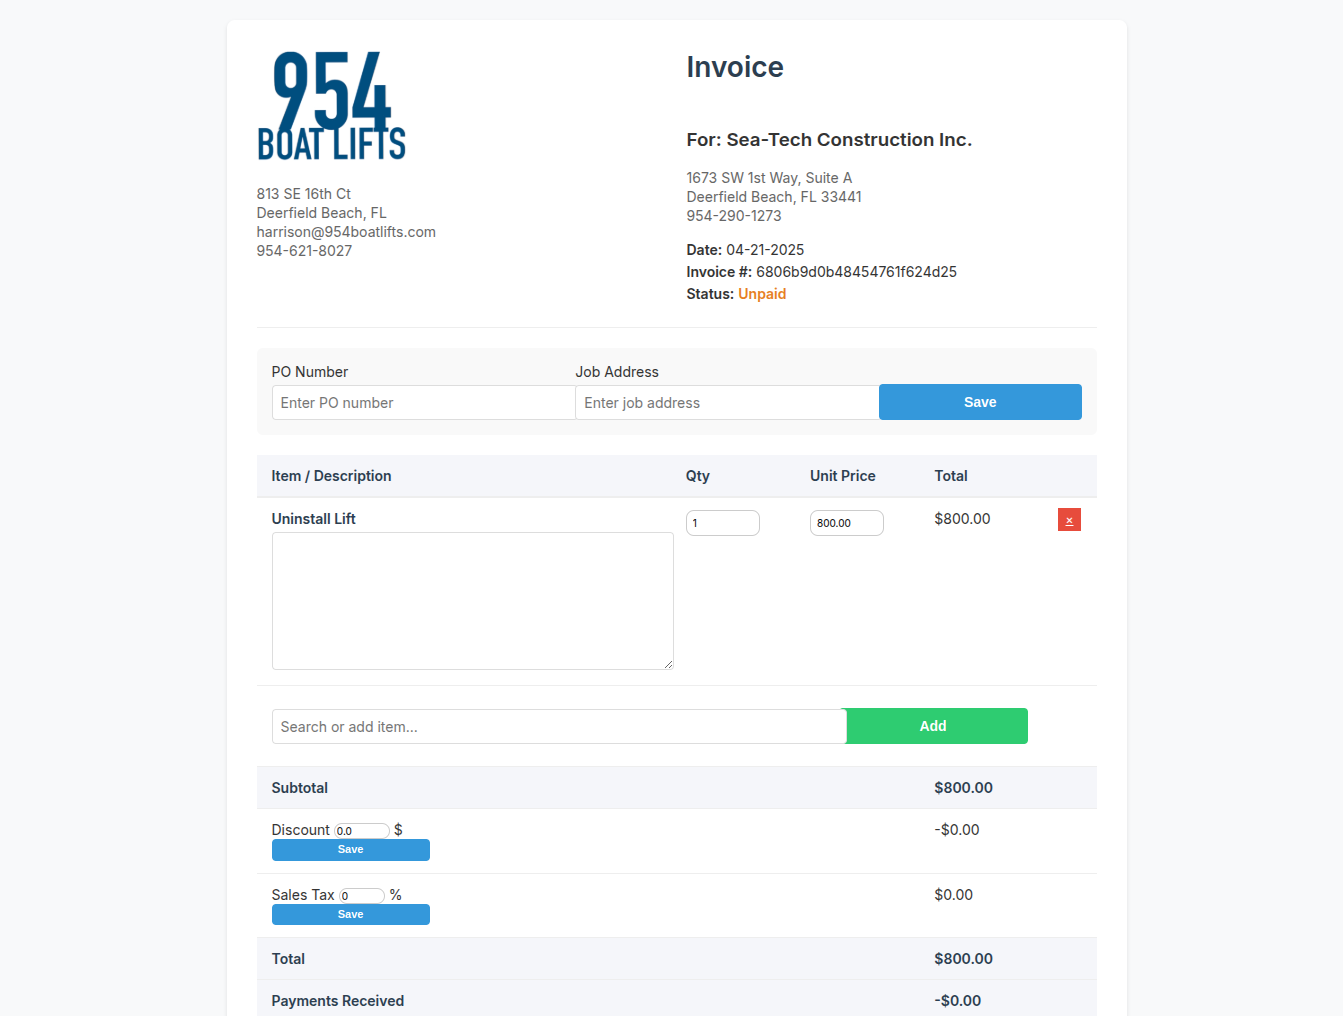 954
BOAT LIFTS
813 SE 16th Ct
Deerfield Beach, FL
harrison@954boatlifts.com
954-621-8027
Invoice
For: Sea-Tech Construction Inc.
1673 SW 1st Way, Suite A
Deerfield Beach, FL 33441
954-290-1273
Date: 04-21-2025
Invoice #: 6806b9d0b48454761f624d25
Status: Unpaid
PO Number Job Address
Enter PO number Enter job address Save
Item / Description Qty Unit Price Total
Uninstall Lift 1 800.00 $800.00 x
Search or add item... Add
Subtotal $800.00
Discount 0.0 $ -$0.00
Save
Sales Tax 0 % $0.00
Save
Total $800.00
Payments Received -$0.00